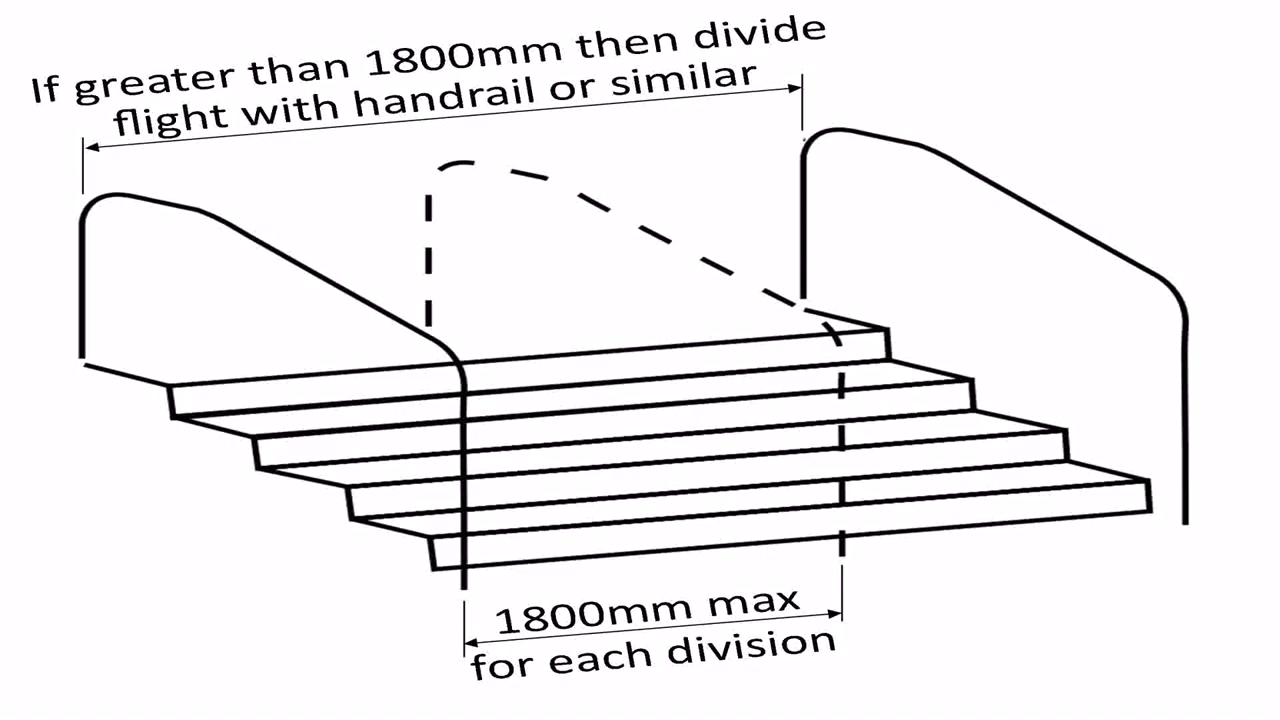 If greater than 1800mm then divide
flight with handrail or similar
1800mm max
for each division